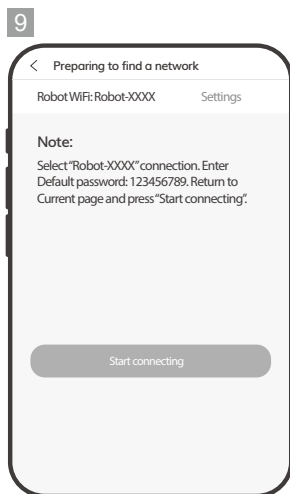 9
< Preparing to find a network
Robot WiFi: Robot-XXXX Settings
Note:
Select "Robot-XXXX" connection. Enter
Default password: 123456789. Return to
Current page and press "Start connecting".
Start connecting